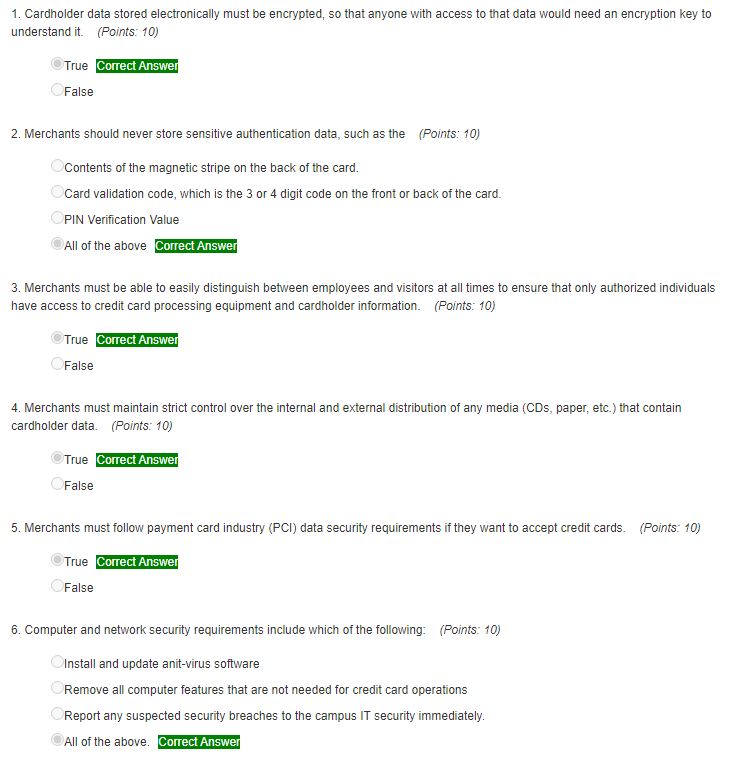 1. Cardholder data stored electronically must be encrypted, so that anyone with access to that data would need an encryption key to
understand it. (Points: 10)
True Correct Answer
False
2. Merchants should never store sensitive authentication data, such as the (Points: 10)
Contents of the magnetic stripe on the back of the card.
Card validation code, which is the 3 or 4 digit code on the front or back of the card.
PIN Verification Value
All of the above Correct Answer
3. Merchants must be able to easily distinguish between employees and visitors at all times to ensure that only authorized individuals
have access to credit card processing equipment and cardholder information. (Points: 10)
True Correct Answer
False
4. Merchants must maintain strict control over the internal and external distribution of any media (CDs, paper, etc.) that contain
cardholder data. (Points: 10)
True Correct Answer
False
5. Merchants must follow payment card industry (PCI) data security requirements if they want to accept credit cards. (Points: 10)
True Correct Answer
False
6. Computer and network security requirements include which of the following: (Points: 10)
Install and update anit-virus software
Remove all computer features that are not needed for credit card operations
Report any suspected security breaches to the campus IT security immediately.
All of the above. Correct Answer